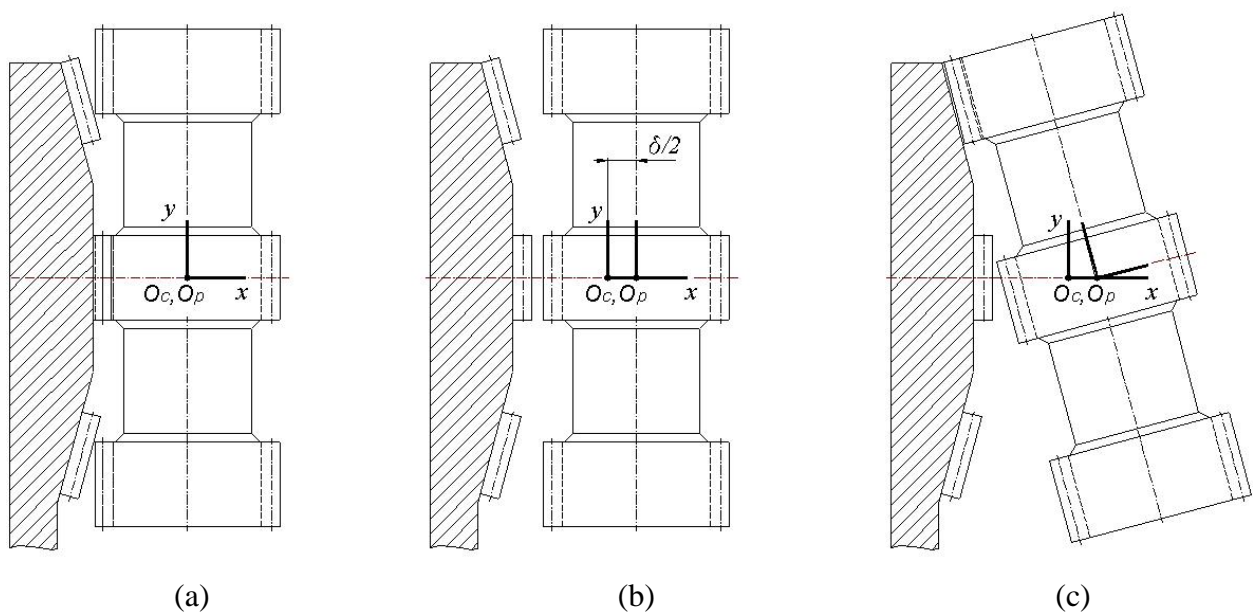 y
x
Oc, Op
(a)
δ/2
y
x
Oc, Op
(b)
y
x
Oc, Op
(c)